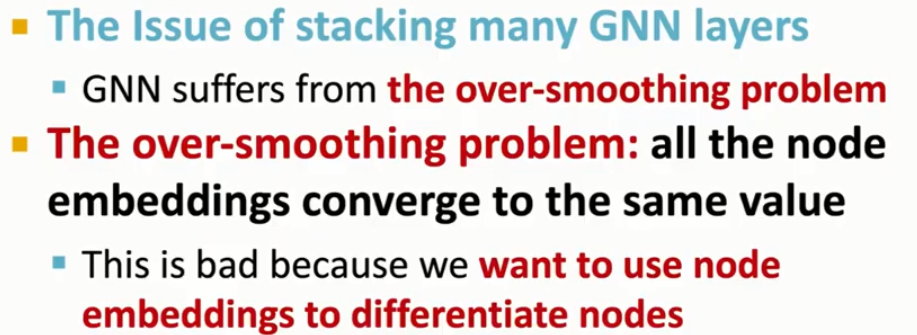 The Issue of stacking many GNN layers
GNN suffers from the over-smoothing problem
The over-smoothing problem: all the node
embeddings converge to the same value
This is bad because we want to use node
embeddings to differentiate nodes